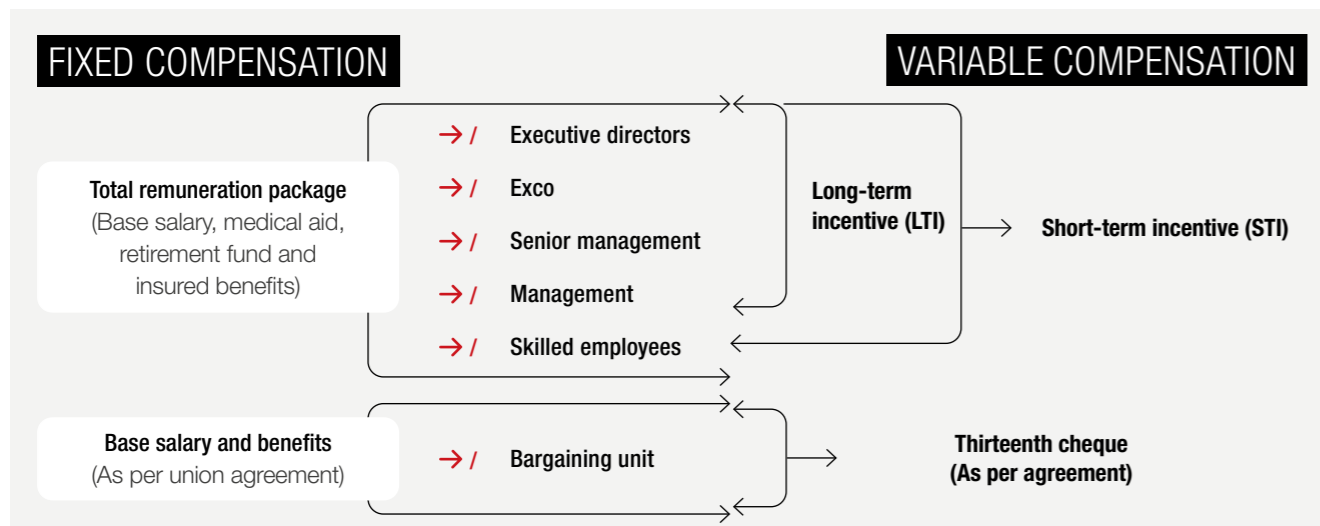 FIXED COMPENSATION
VARIABLE COMPENSATION
Total remuneration package
(Base salary, medical aid,
retirement fund and
insured benefits)
→ / Executive directors
→ / Exco
→ / Senior management
→ / Management
→ / Skilled employees
Long-term
incentive (LTI)
Short-term incentive (STI)
Base salary and benefits
(As per union agreement)
→ / Bargaining unit
Thirteenth cheque
(As per agreement)